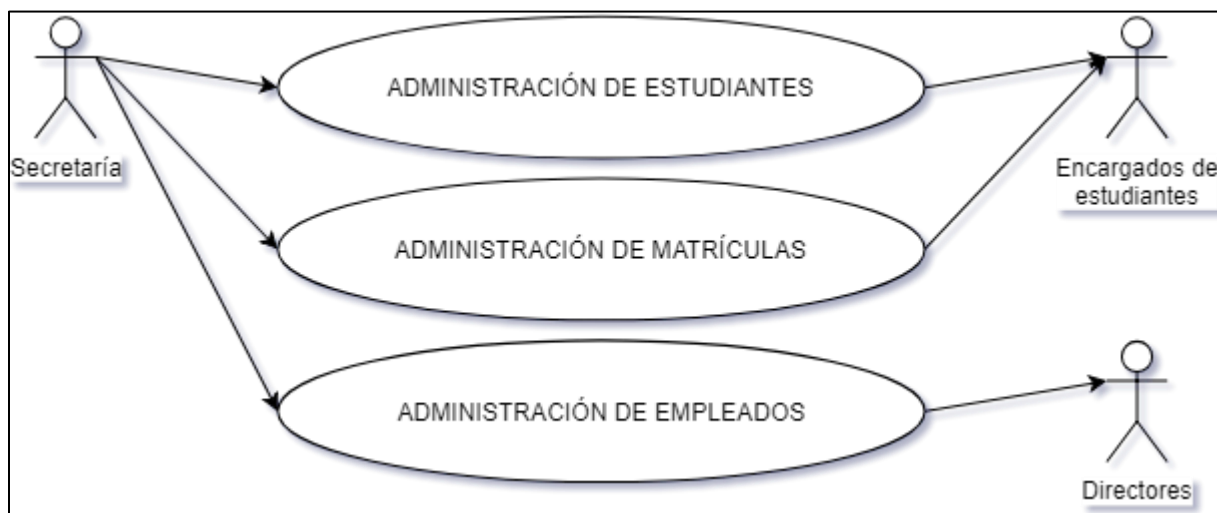 ADMINISTRACIÓN DE ESTUDIANTES
Secretaría
Encargados de
estudiantes
ADMINISTRACIÓN DE MATRÍCULAS
ADMINISTRACIÓN DE EMPLEADOS
Directores